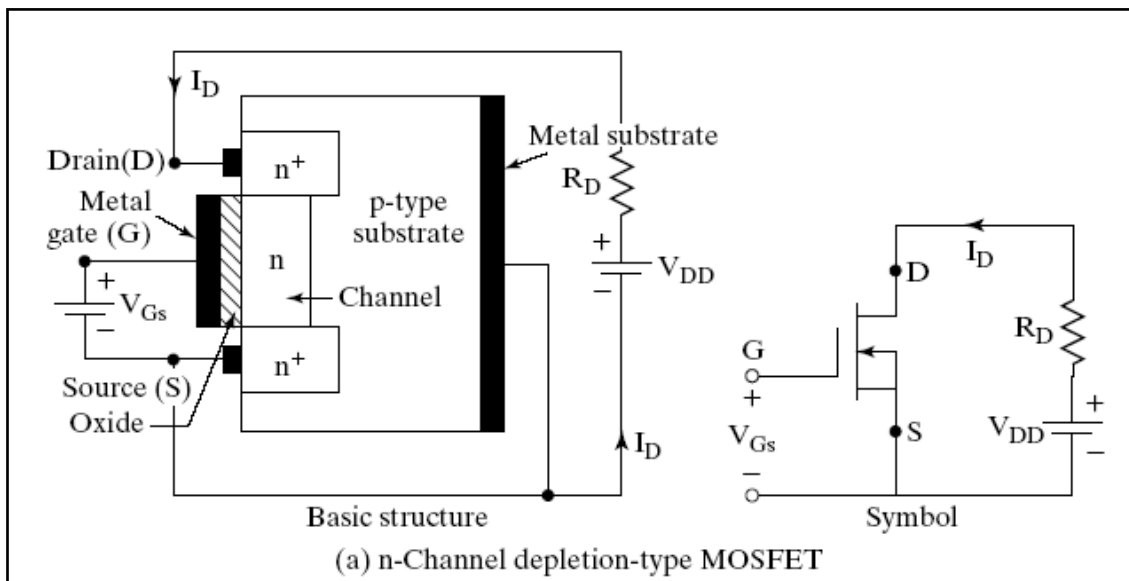 I_D
Drain(D)
n+
Metal substrate
R_D
Metal
gate (G)
p-type
substrate
n
+
V_Gs
−
Channel
+
V_DD
−
n+
Source (S)
Oxide
I_D
Basic structure
I_D
D
R_D
G
+
V_Gs
−
S
V_DD
+
−
Symbol
(a) n-Channel depletion-type MOSFET